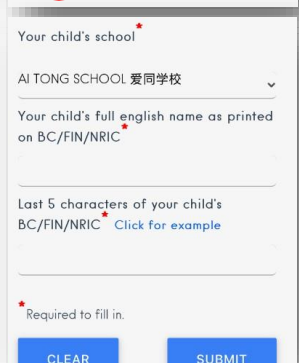 Your child's school*
AI TONG SCHOOL 爱同学校
Your child's full english name as printed
on BC/FIN/NRIC*
Last 5 characters of your child's
BC/FIN/NRIC* Click for example
*Required to fill in.
CLEAR SUBMIT